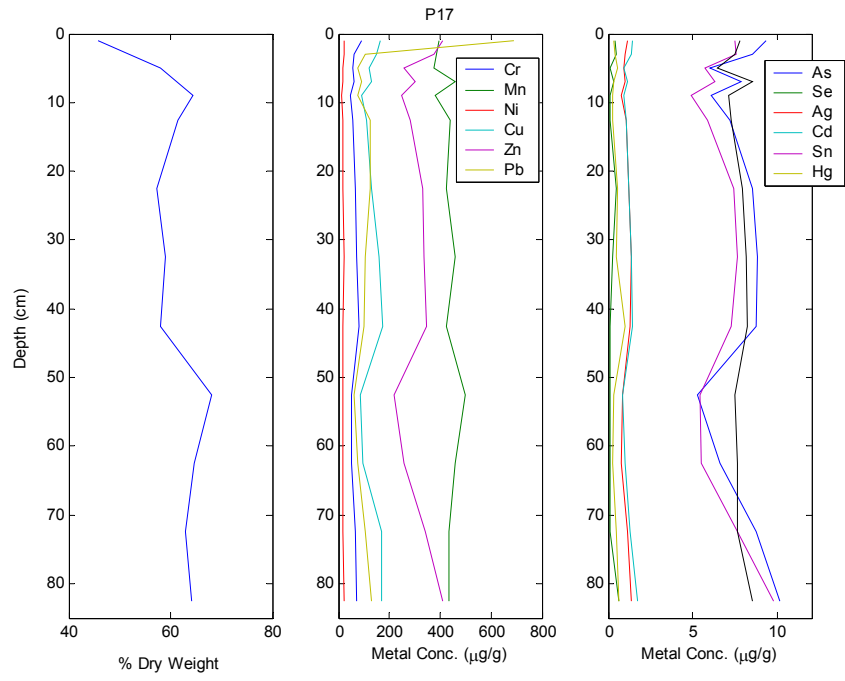 P17
0
10
20
30
40
50
60
70
80
Depth (cm)
40 60 80
% Dry Weight
0
10
20
30
40
50
60
70
80
Cr
Mn
Ni
Cu
Zn
Pb
0 200 400 600 800
Metal Conc. (μg/g)
0
10
20
30
40
50
60
70
80
As
Se
Ag
Cd
Sn
Hg
0 5 10
Metal Conc. (μg/g)